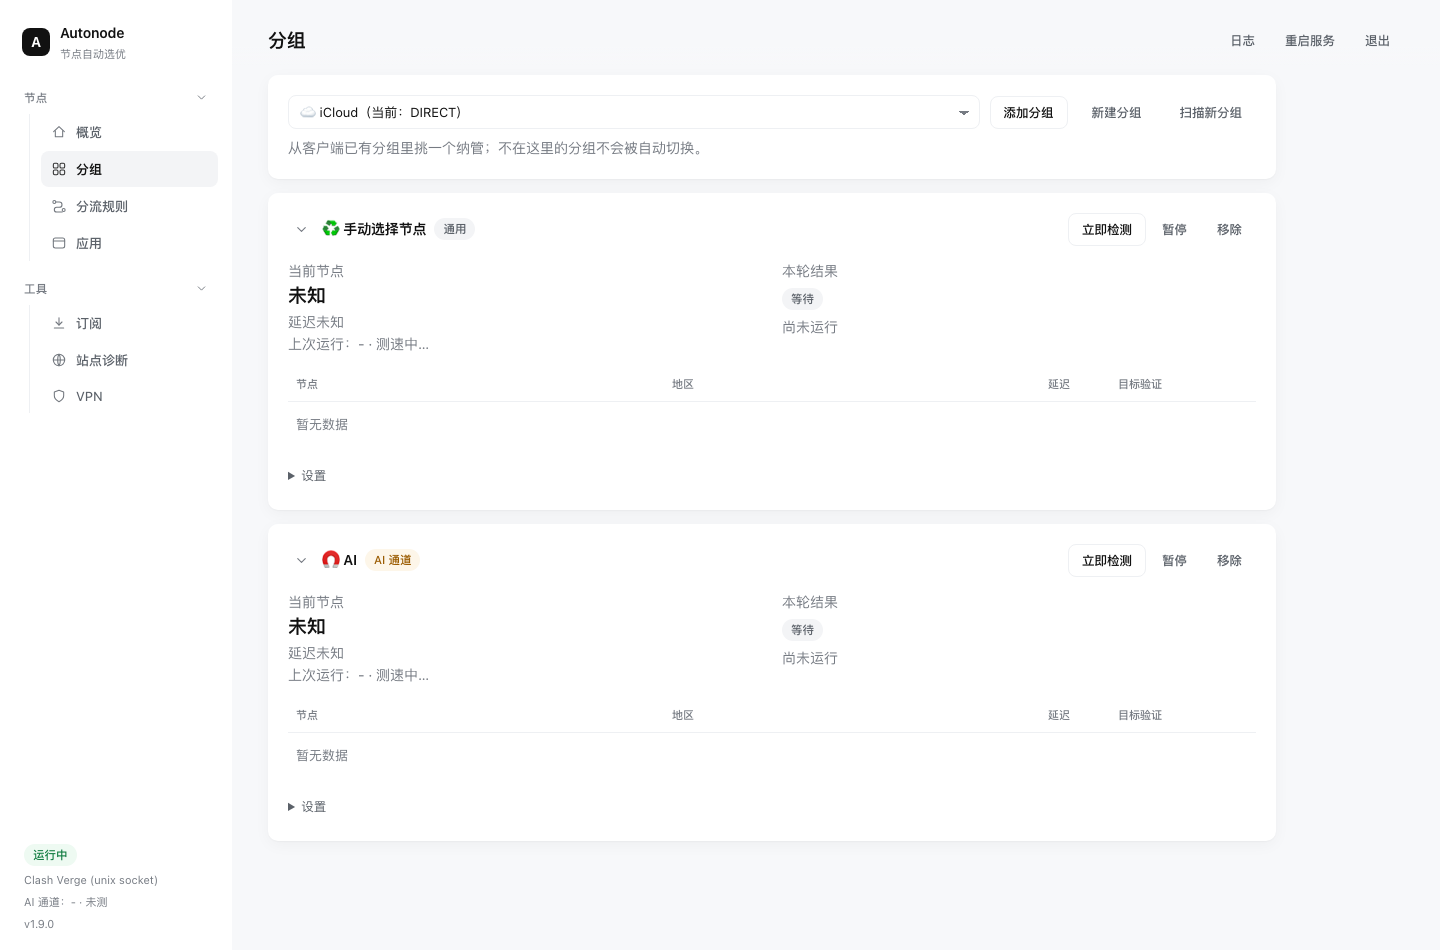 A
Autonode
节点自动选优
节点
概览
分组
分流规则
应用
工具
订阅
站点诊断
VPN
运行中
Clash Verge (unix socket)
AI 通道：- · 未测
v1.9.0
分组
日志 重启服务 退出
☁️ iCloud（当前：DIRECT） 添加分组 新建分组 扫描新分组
从客户端已有分组里挑一个纳管；不在这里的分组不会被自动切换。
♻️ 手动选择节点 通用 立即检测 暂停 移除
当前节点
未知
延迟未知
上次运行：- · 测速中...
本轮结果
等待
尚未运行
节点 地区 延迟 目标验证
暂无数据
▶ 设置
🧲 AI AI 通道 立即检测 暂停 移除
当前节点
未知
延迟未知
上次运行：- · 测速中...
本轮结果
等待
尚未运行
节点 地区 延迟 目标验证
暂无数据
▶ 设置